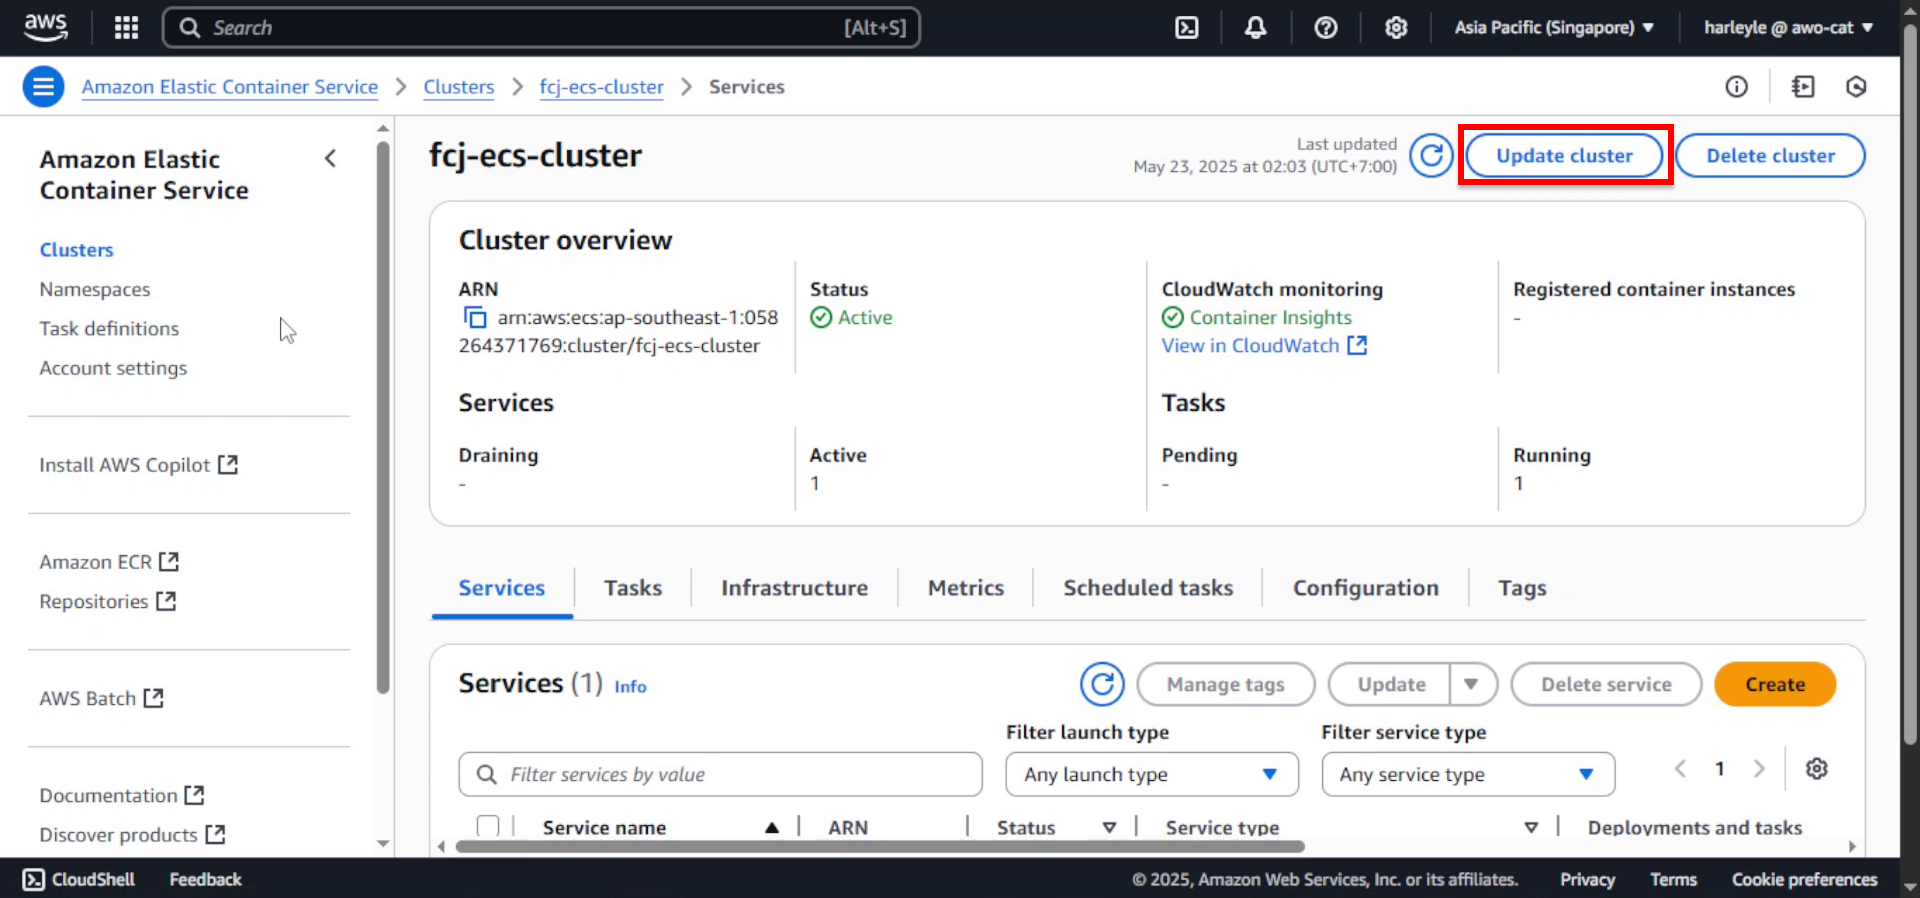 aws
Search
[Alt+S]
Asia Pacific (Singapore)
harleyle @ awo-cat
Amazon Elastic Container Service
Clusters
fcj-ecs-cluster
Services
Amazon Elastic
Container Service
Clusters
Namespaces
Task definitions
Account settings
Install AWS Copilot
Amazon ECR
Repositories
AWS Batch
Documentation
Discover products
fcj-ecs-cluster
Last updated
May 23, 2025 at 02:03 (UTC+7:00)
Update cluster
Delete cluster
Cluster overview
ARN
arn:aws:ecs:ap-southeast-1:058
264371769:cluster/fcj-ecs-cluster
Status
Active
CloudWatch monitoring
Container Insights
View in CloudWatch
Registered container instances
-
Services
Tasks
Draining
-
Active
1
Pending
-
Running
1
Services
Tasks
Infrastructure
Metrics
Scheduled tasks
Configuration
Tags
Services (1) Info
Manage tags
Update
Delete service
Create
Filter launch type
Filter service type
Filter services by value
Any launch type
Any service type
1
Service name
ARN
Status
Service type
Deployments and tasks
CloudShell
Feedback
© 2025, Amazon Web Services, Inc. or its affiliates.
Privacy
Terms
Cookie preferences